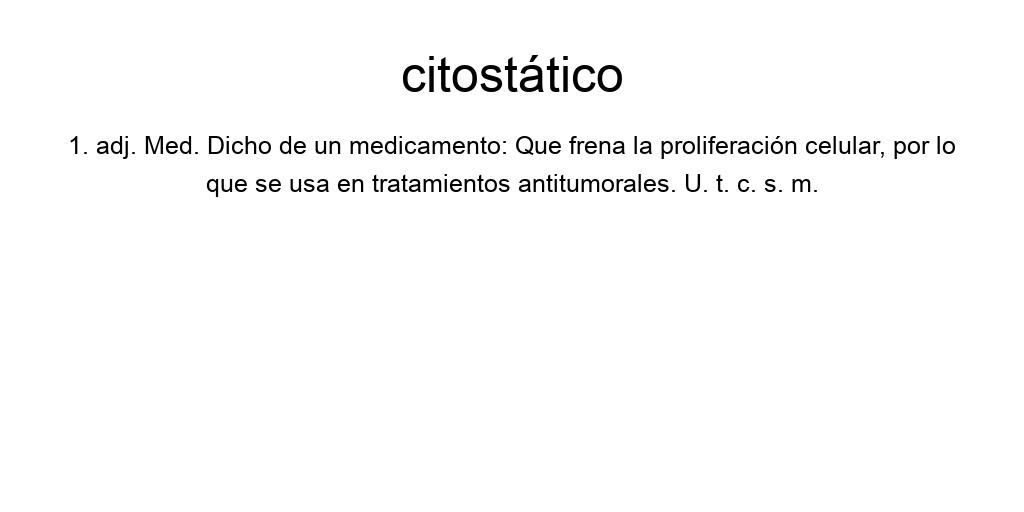 citostático
1. adj. Med. Dicho de un medicamento: Que frena la proliferación celular, por lo
que se usa en tratamientos antitumorales. U. t. c. s. m.